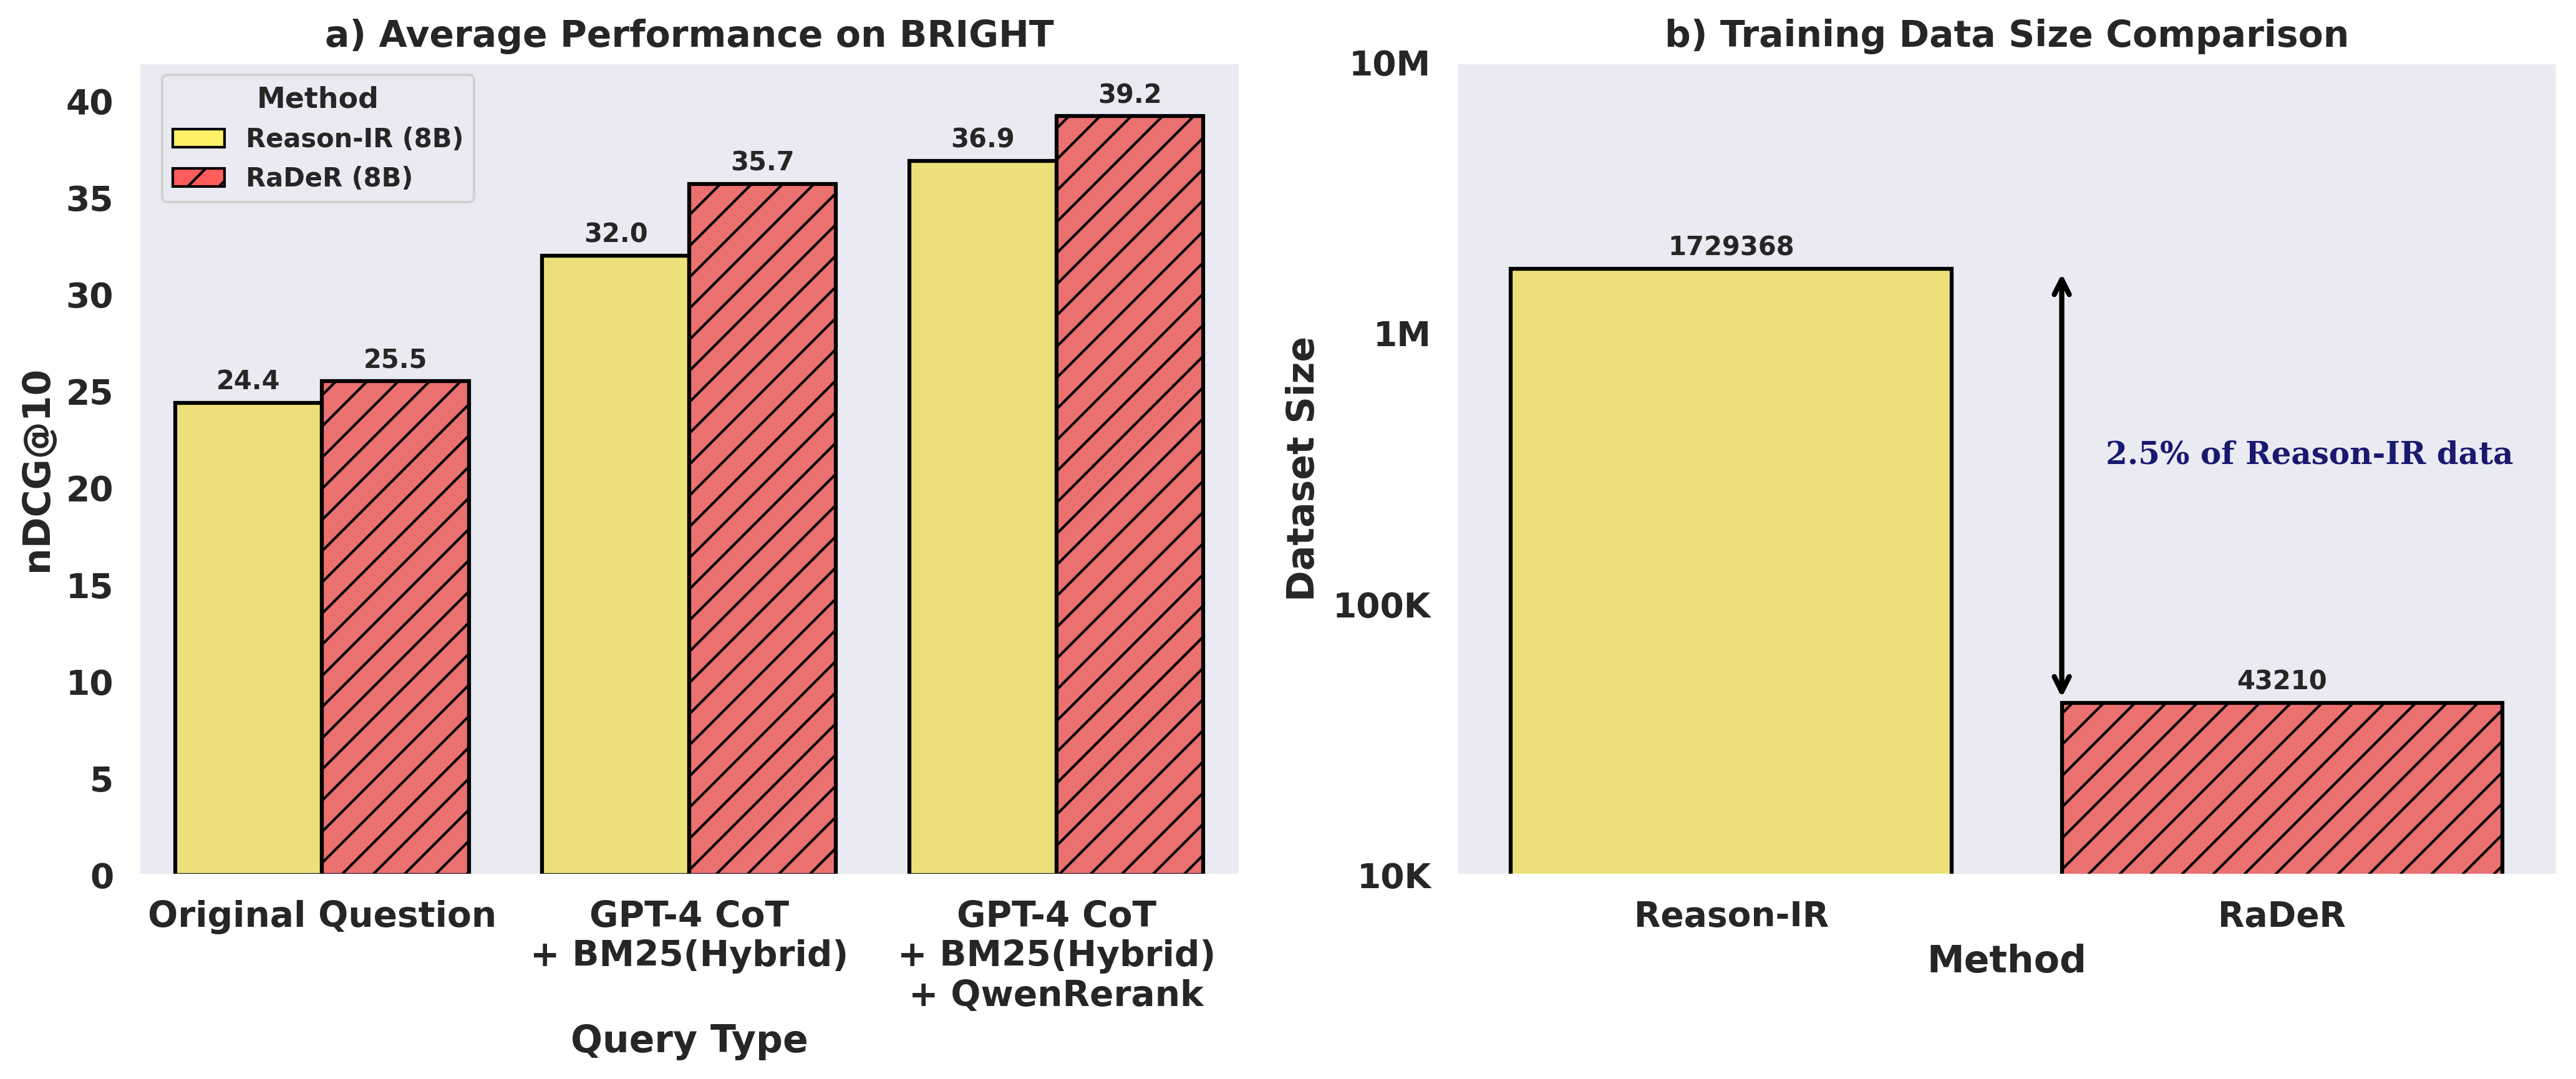 a) Average Performance on BRIGHT
nDCG@10
40
35
30
25
20
15
10
5
0
Method
Reason-IR (8B)
RaDeR (8B)
24.4
25.5
32.0
35.7
36.9
39.2
Original Question
GPT-4 CoT
+ BM25(Hybrid)
GPT-4 CoT
+ BM25(Hybrid)
+ QwenRerank
Query Type
b) Training Data Size Comparison
Dataset Size
10M
1M
100K
10K
1729368
2.5% of Reason-IR data
43210
Reason-IR
RaDeR
Method